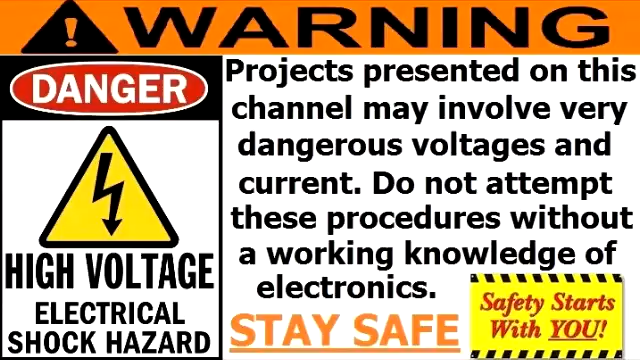 WARNING
DANGER
HIGH VOLTAGE
ELECTRICAL
SHOCK HAZARD
Projects presented on this
channel may involve very
dangerous voltages and
current. Do not attempt
these procedures without
a working knowledge of
electronics.
STAY SAFE
Safety Starts
With YOU!